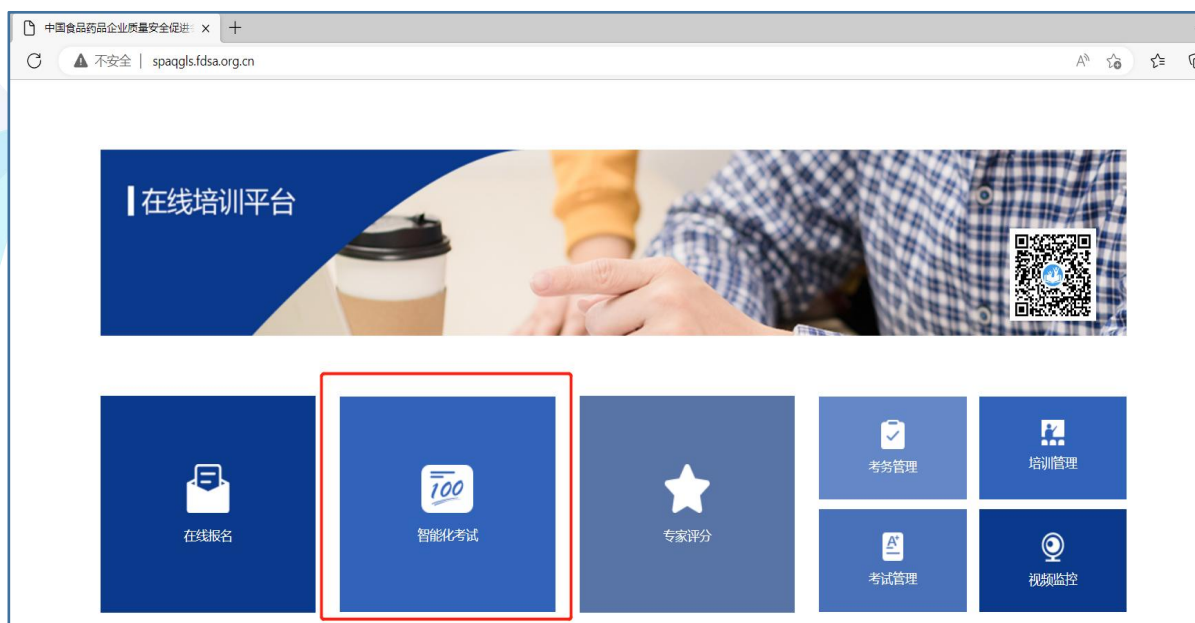 中国食品药品企业质量安全促进
不安全 | spaqgls.fdsa.org.cn
在线培训平台
100
在线报名
智能化考试
专家评分
考务管理
培训管理
A+
考试管理
视频监控